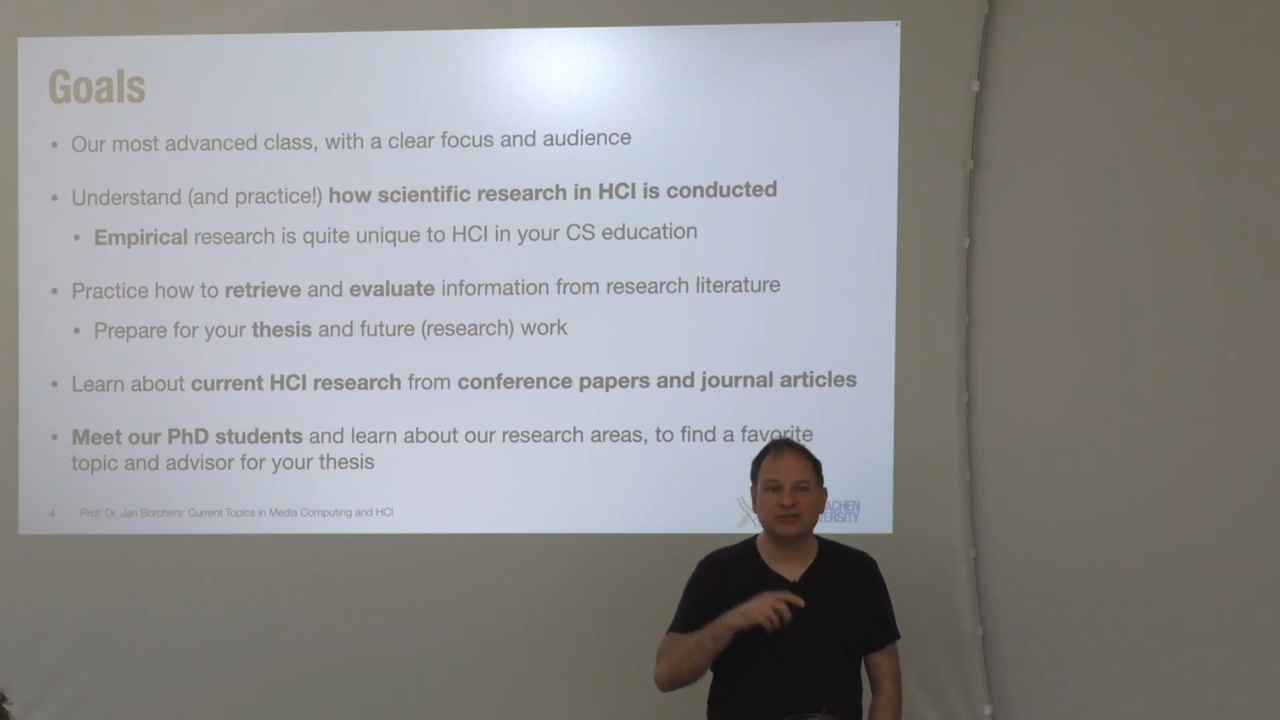 Goals
• Our most advanced class, with a clear focus and audience
• Understand (and practice!) how scientific research in HCI is conducted
• Empirical research is quite unique to HCI in your CS education
• Practice how to retrieve and evaluate information from research literature
• Prepare for your thesis and future (research) work
• Learn about current HCI research from conference papers and journal articles
• Meet our PhD students and learn about our research areas, to find a favorite
topic and advisor for your thesis
4 Prof. Dr. Jan Borchers: Current Topics in Media Computing and HCI